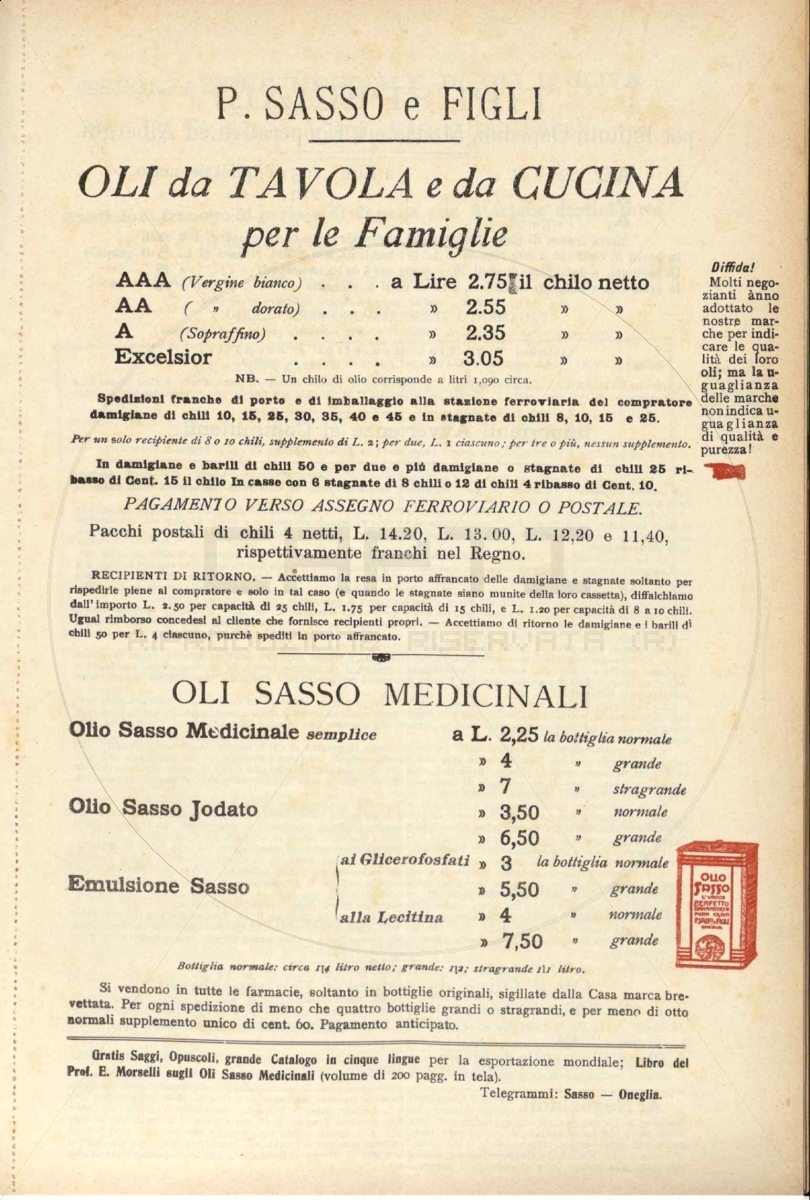 P. SASSO e FIGLI
OLI da TAVOLA e da CUCINA
per le Famiglie
AAA (Vergine bianco) . . . a Lire 2.75 il chilo netto
AA ( " dorato) . . . » 2.55 » »
A (Sopraffino) . . . . » 2.35 » »
Excelsior . . . . » 3.05 » »
NB. — Un chilo di olio corrisponde a litri 1,090 circa.
Spedizioni franche di porto e di imballaggio alla stazione ferroviaria del compratore
damigiane di chili 10, 15, 25, 30, 35, 40 e 45 e in stagnate di chili 8, 10, 15 e 25.
Per un solo recipiente di 8 o 10 chili, supplemento di L. 2; per due, L. 1 ciascuno; per tre o più, nessun supplemento.
In damigiane e barili di chili 50 e per due e più damigiane o stagnate di chili 25 ri-
basso di Cent. 15 il chilo In casse con 6 stagnate di 8 chili o 12 di chili 4 ribasso di Cent. 10.
PAGAMENTO VERSO ASSEGNO FERROVIARIO O POSTALE.
Pacchi postali di chili 4 netti, L. 14.20, L. 13.00, L. 12,20 e 11,40,
rispettivamente franchi nel Regno.
RECIPIENTI DI RITORNO. — Accettiamo la resa in porto affrancato delle damigiane e stagnate soltanto per
rispedirle piene al compratore e solo in tal caso (e quando le stagnate siano munite della loro cassetta), diffalchiamo
dall'importo L. 2.50 per capacità di 25 chili, L. 1.75 per capacità di 15 chili, e L. 1.20 per capacità di 8 a 10 chili.
Ugual rimborso concedesi al cliente che fornisce recipienti propri. — Accettiamo di ritorno le damigiane e i barili di
chili 50 per L. 4 ciascuno, purchè spediti in porto affrancato.
Diffida!
Molti nego-
zianti ànno
adottato le
nostre mar-
che per indi-
care le qua-
lità dei loro
oli; ma la u-
guaglianza
delle marche
non indica u-
guaglianza
di qualità e
purezza!
OLI SASSO MEDICINALI
Olio Sasso Medicinale semplice a L. 2,25 la bottiglia normale
» 4 " grande
» 7 " stragrande
Olio Sasso Jodato » 3,50 " normale
» 6,50 " grande
ai Glicerofosfati » 3 la bottiglia normale
Emulsione Sasso » 5,50 " grande
alla Lecitina » 4 " normale
» 7,50 " grande
OLIO
SASSO
L'UNICO
PERFETTO
Bottiglia normale: circa 1\4 litro netto; grande: 1\2; stragrande 1\1 litro.
Si vendono in tutte le farmacie, soltanto in bottiglie originali, sigillate dalla Casa marca bre-
vettata. Per ogni spedizione di meno che quattro bottiglie grandi o stragrandi, e per meno di otto
normali supplemento unico di cent. 60. Pagamento anticipato.
Gratis Saggi, Opuscoli, grande Catalogo in cinque lingue per la esportazione mondiale; Libro del
Prof. E. Morselli sugli Oli Sasso Medicinali (volume di 200 pagg. in tela).
Telegrammi: Sasso — Oneglia.